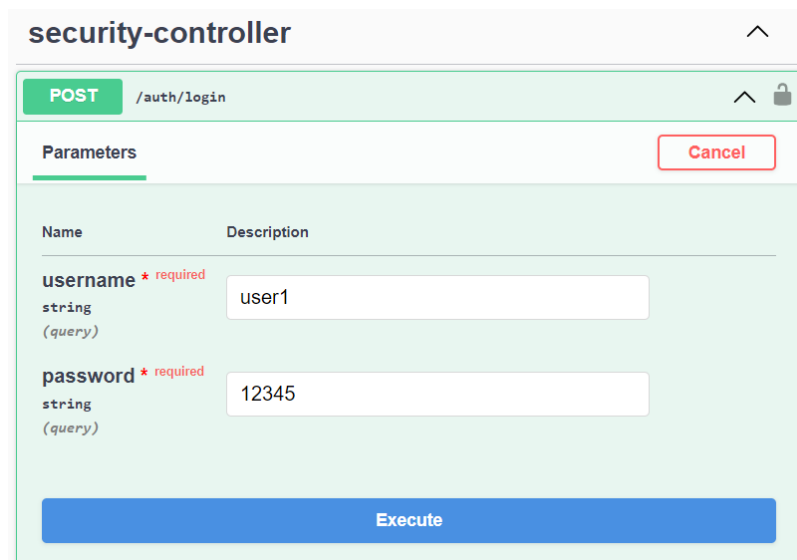 security-controller
POST /auth/login
Parameters
Cancel
Name Description
username * required
string
(query)
user1
password * required
string
(query)
12345
Execute